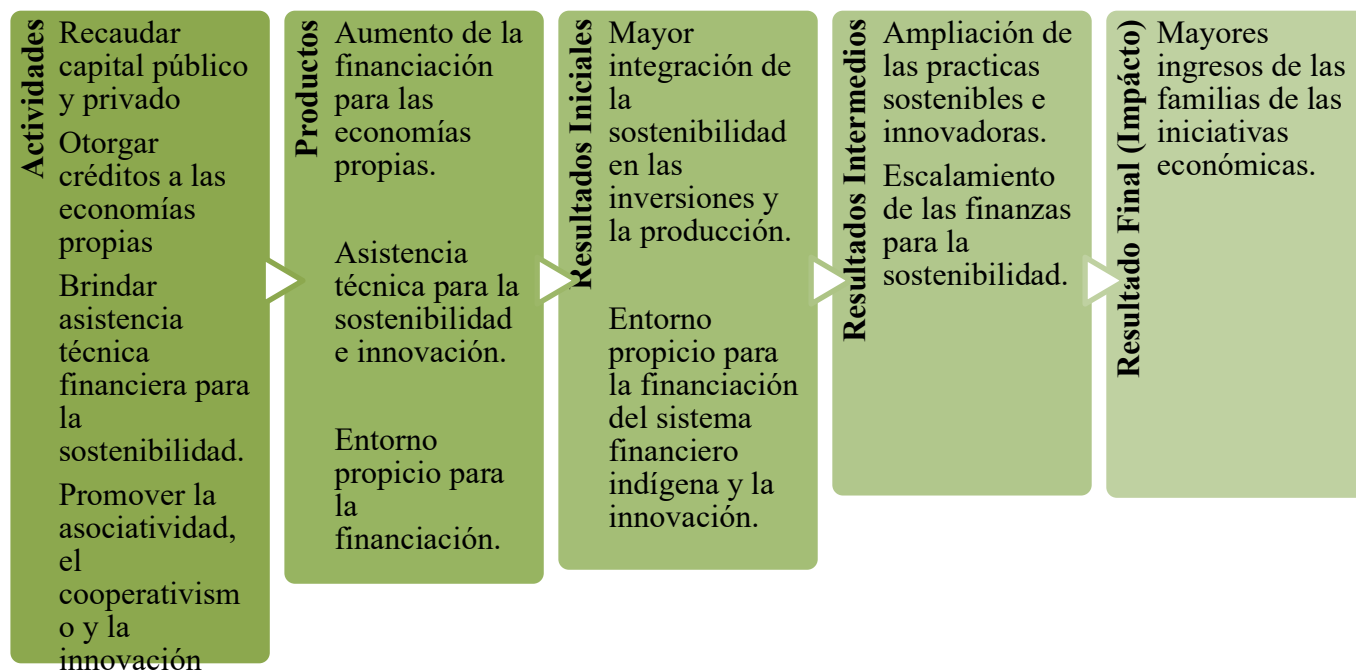 Actividades
Recaudar
capital público
y privado
Otorgar
créditos a las
economías
propias
Brindar
asistencia
técnica
financiera para
la
sostenibilidad.
Promover la
asociatividad,
el
cooperativism
o y la
innovación
Productos
Aumento de la
financiación
para las
economías
propias.
Asistencia
técnica para la
sostenibilidad
e innovación.
Entorno
propicio para
la
financiación.
Resultados Iniciales
Mayor
integración de
la
sostenibilidad
en las
inversiones y
la producción.
Entorno
propicio para
la financiación
del sistema
financiero
indígena y la
innovación.
Resultados Intermedios
Ampliación de
las practicas
sostenibles e
innovadoras.
Escalamiento
de las finanzas
para la
sostenibilidad.
Resultado Final (Impácto)
Mayores
ingresos de las
familias de las
iniciativas
económicas.